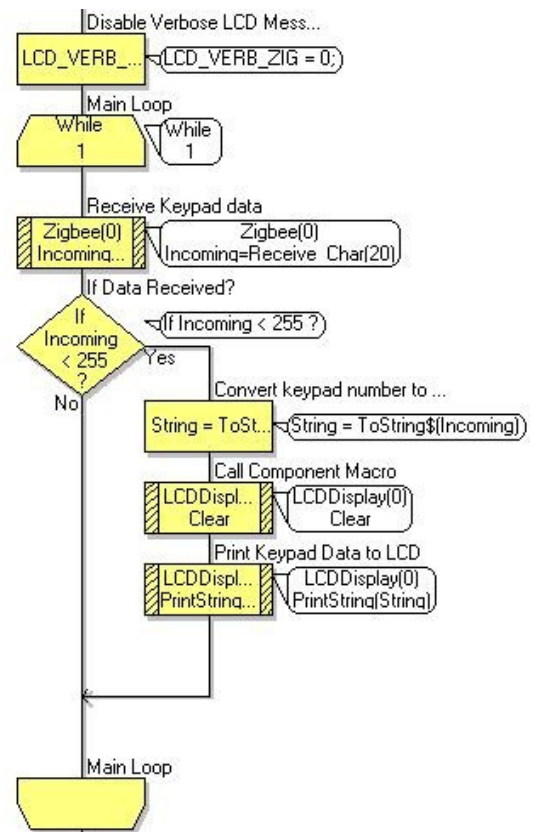 Disable Verbose LCD Mess...
LCD_VERB_...
LCD_VERB_ZIG = 0;
Main Loop
While
1
While
1
Receive Keypad data
Zigbee(0)
Incoming...
Zigbee(0)
Incoming=Receive_Char(20)
If Data Received?
If
Incoming
< 255
?
If Incoming < 255 ?
Yes
No
Convert keypad number to ...
String = ToSt...
String = ToString$(Incoming)
Call Component Macro
LCDDispl...
Clear
LCDDisplay(0)
Clear
Print Keypad Data to LCD
LCDDispl...
PrintString...
LCDDisplay(0)
PrintString(String)
Main Loop